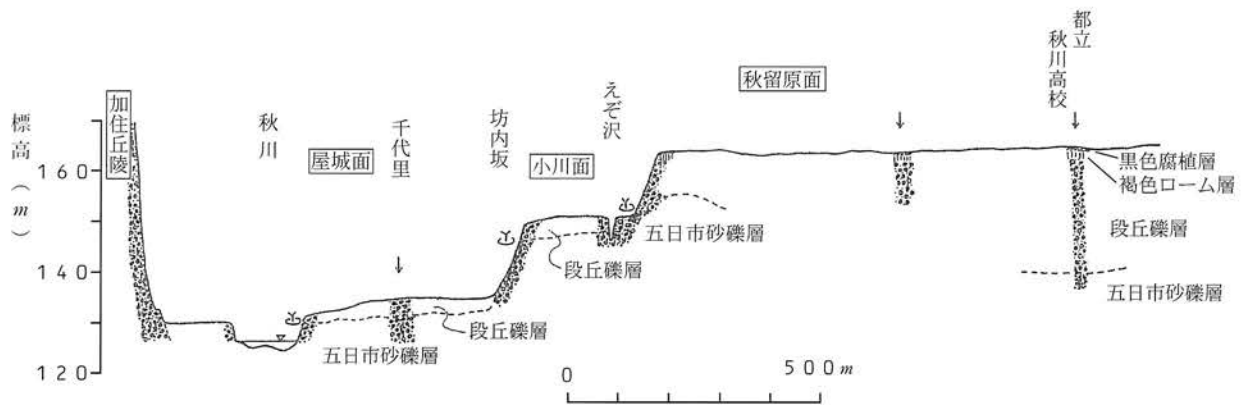 標高(m)
160
140
120
加住丘陵
秋川
屋城面
千代里
坊内坂
小川面
えぞ沢
秋留原面
都立
秋川高校
黒色腐植層
褐色ローム層
段丘礫層
五日市砂礫層
五日市砂礫層
段丘礫層
段丘礫層
五日市砂礫層
0
500m